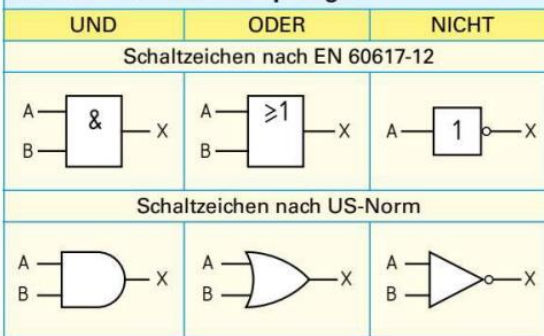 UND ODER NICHT
Schaltzeichen nach EN 60617-12
A & X B
A ≥1 X B
A 1 X
Schaltzeichen nach US-Norm
A X B
A X B
A X B